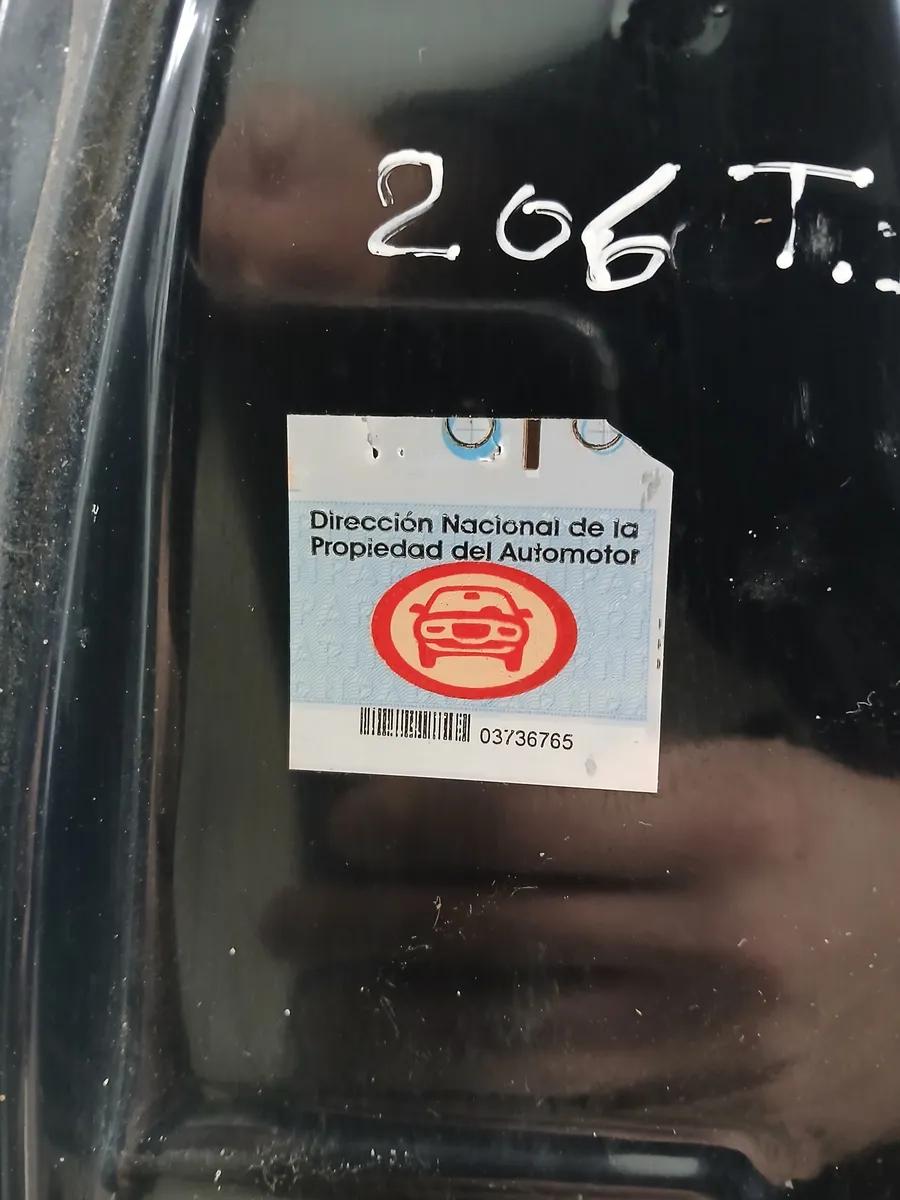 206 T.
Dirección Nacional de la
Propiedad del Automotor
03736765